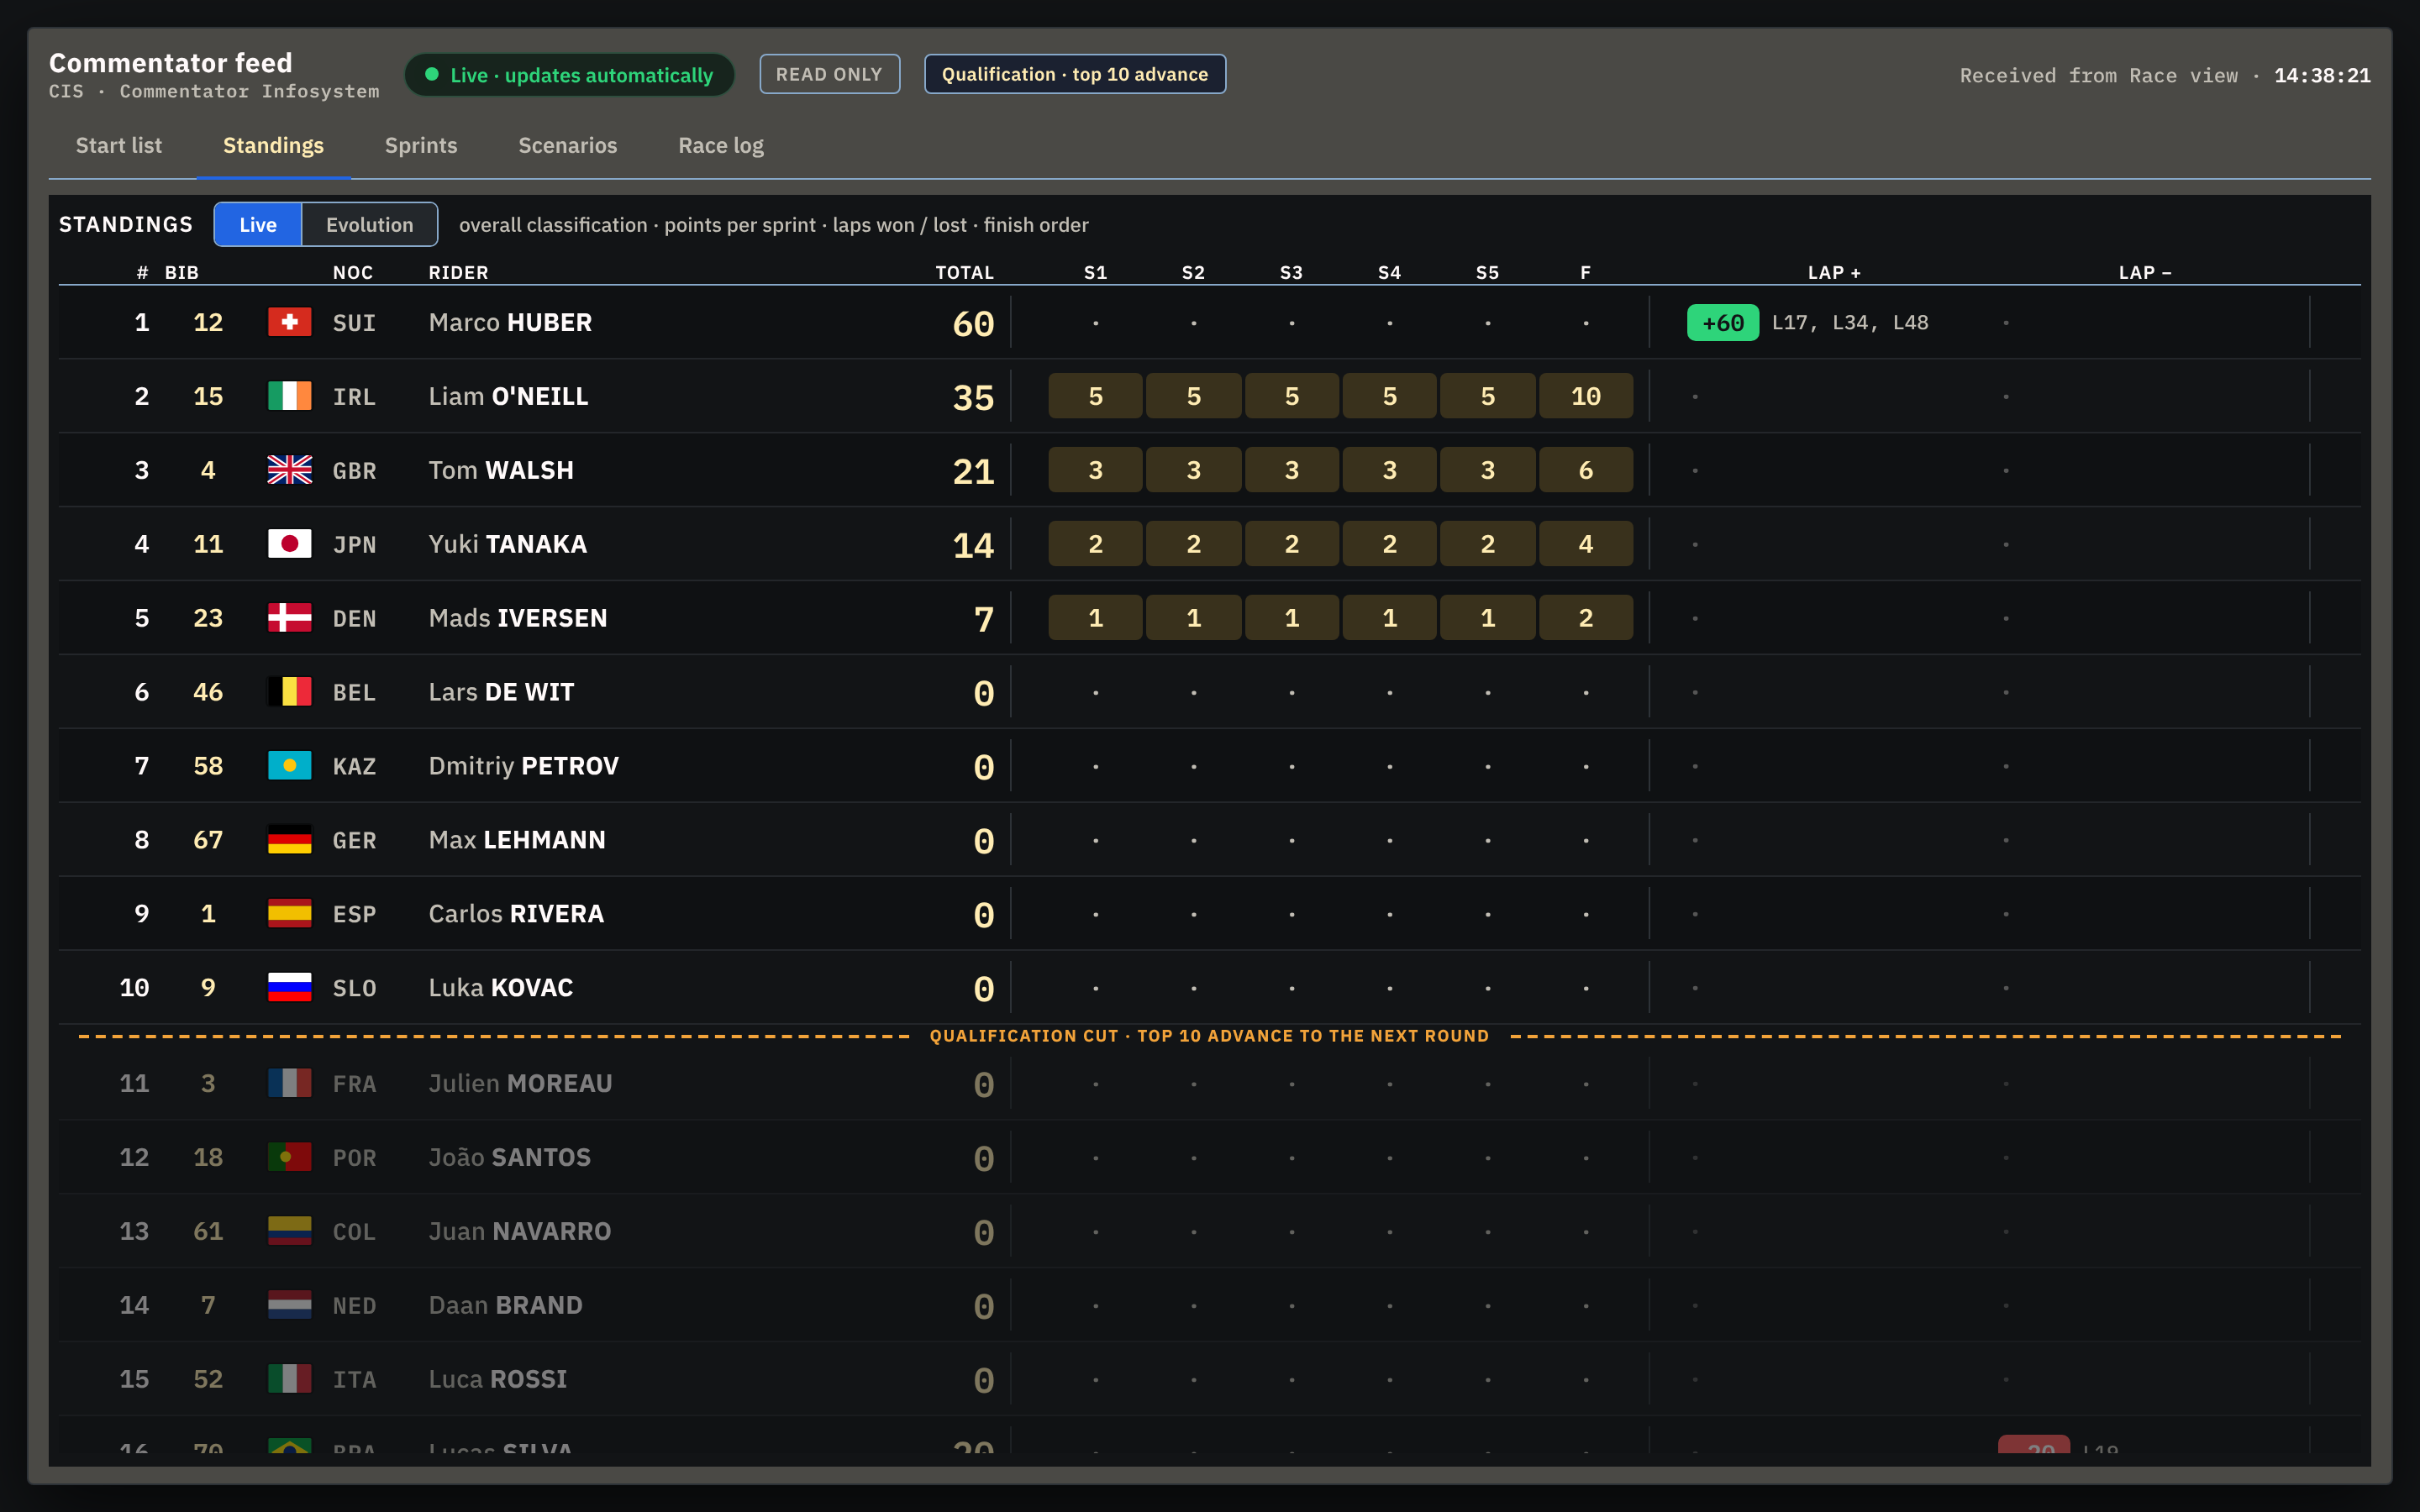 Commentator feed
CIS · Commentator Infosystem
Live · updates automatically
READ ONLY
Qualification · top 10 advance
Received from Race view · 14:38:21
Start list Standings Sprints Scenarios Race log
STANDINGS Live Evolution overall classification · points per sprint · laps won / lost · finish order
# BIB NOC RIDER TOTAL S1 S2 S3 S4 S5 F LAP + LAP −
1 12 SUI Marco HUBER 60 · · · · · · +60 L17, L34, L48 ·
2 15 IRL Liam O'NEILL 35 5 5 5 5 5 10 · ·
3 4 GBR Tom WALSH 21 3 3 3 3 3 6 · ·
4 11 JPN Yuki TANAKA 14 2 2 2 2 2 4 · ·
5 23 DEN Mads IVERSEN 7 1 1 1 1 1 2 · ·
6 46 BEL Lars DE WIT 0 · · · · · · · ·
7 58 KAZ Dmitriy PETROV 0 · · · · · · · ·
8 67 GER Max LEHMANN 0 · · · · · · · ·
9 1 ESP Carlos RIVERA 0 · · · · · · · ·
10 9 SLO Luka KOVAC 0 · · · · · · · ·
QUALIFICATION CUT · TOP 10 ADVANCE TO THE NEXT ROUND
11 3 FRA Julien MOREAU 0 · · · · · · · ·
12 18 POR João SANTOS 0 · · · · · · · ·
13 61 COL Juan NAVARRO 0 · · · · · · · ·
14 7 NED Daan BRAND 0 · · · · · · · ·
15 52 ITA Luca ROSSI 0 · · · · · · · ·
16 70 BRA Lucas SILVA